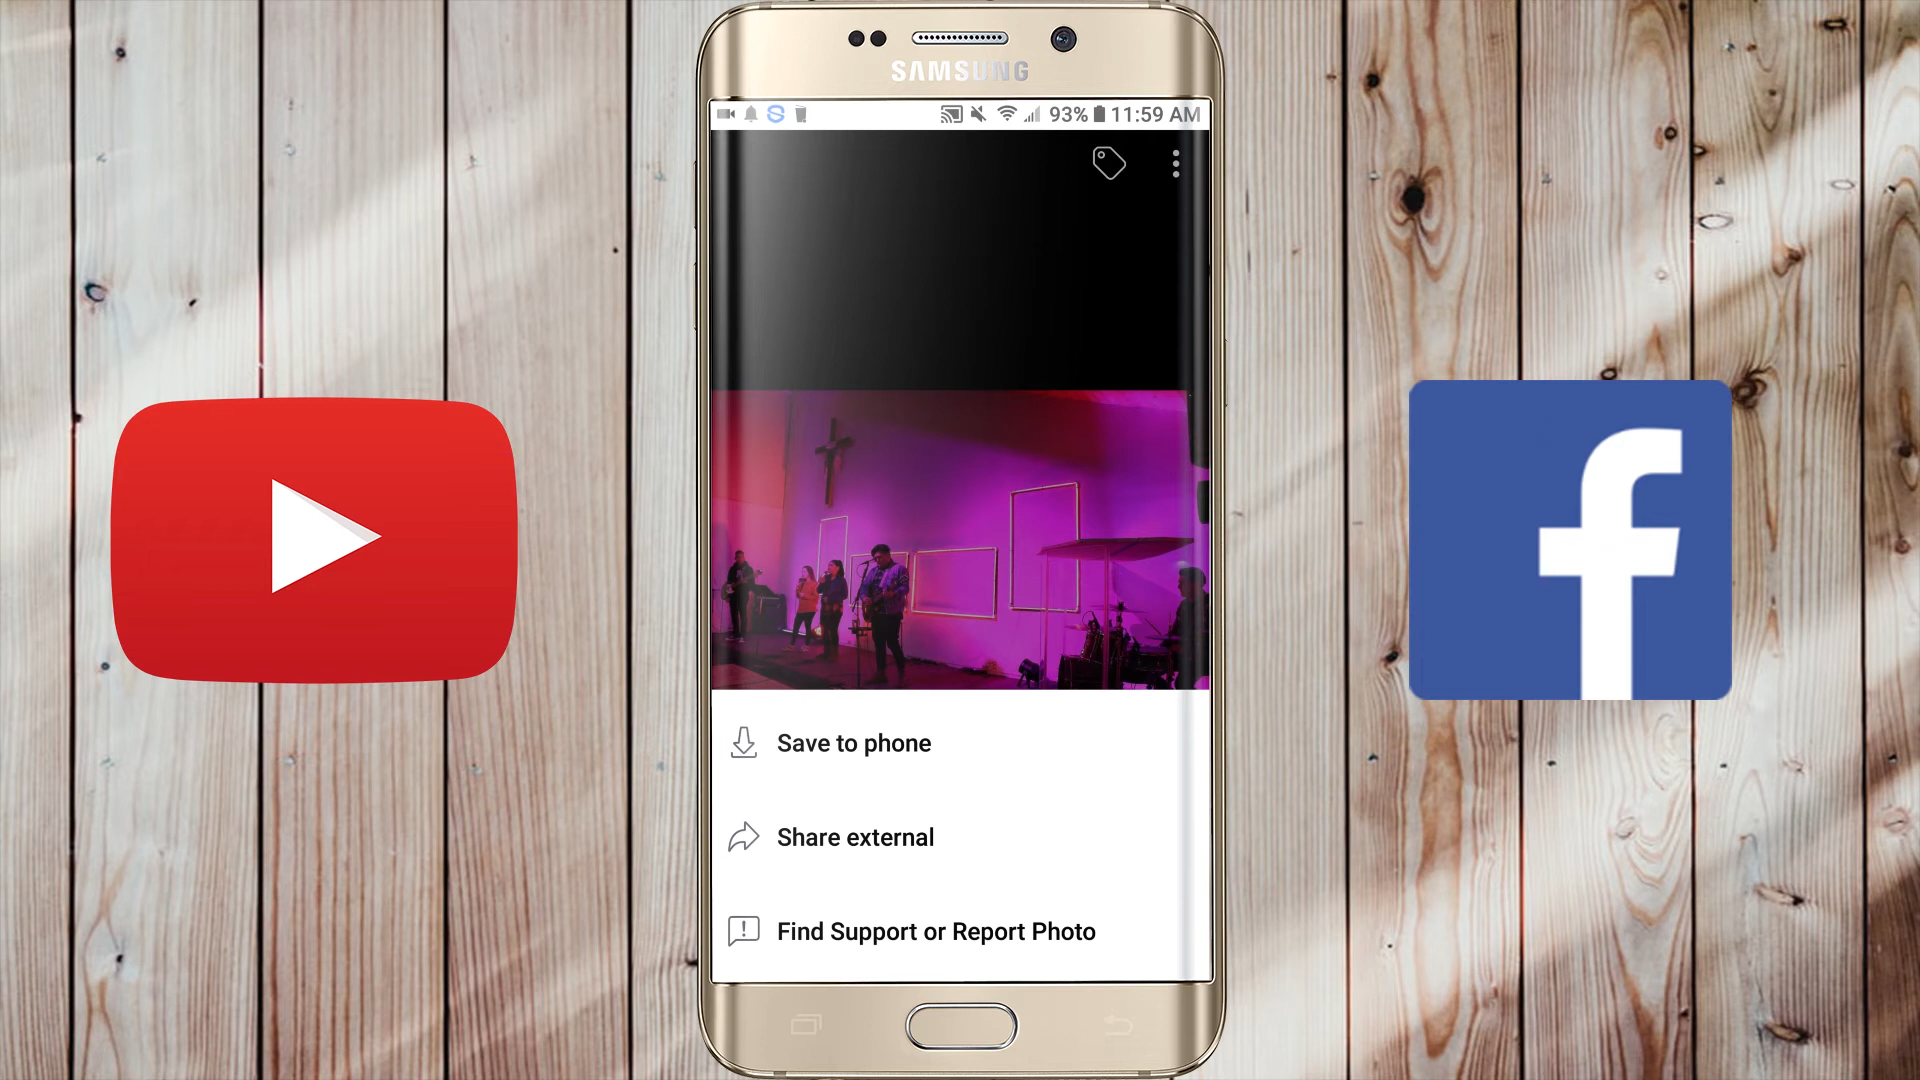 SAMSUNG
93% 11:59 AM
Save to phone
Share external
Find Support or Report Photo